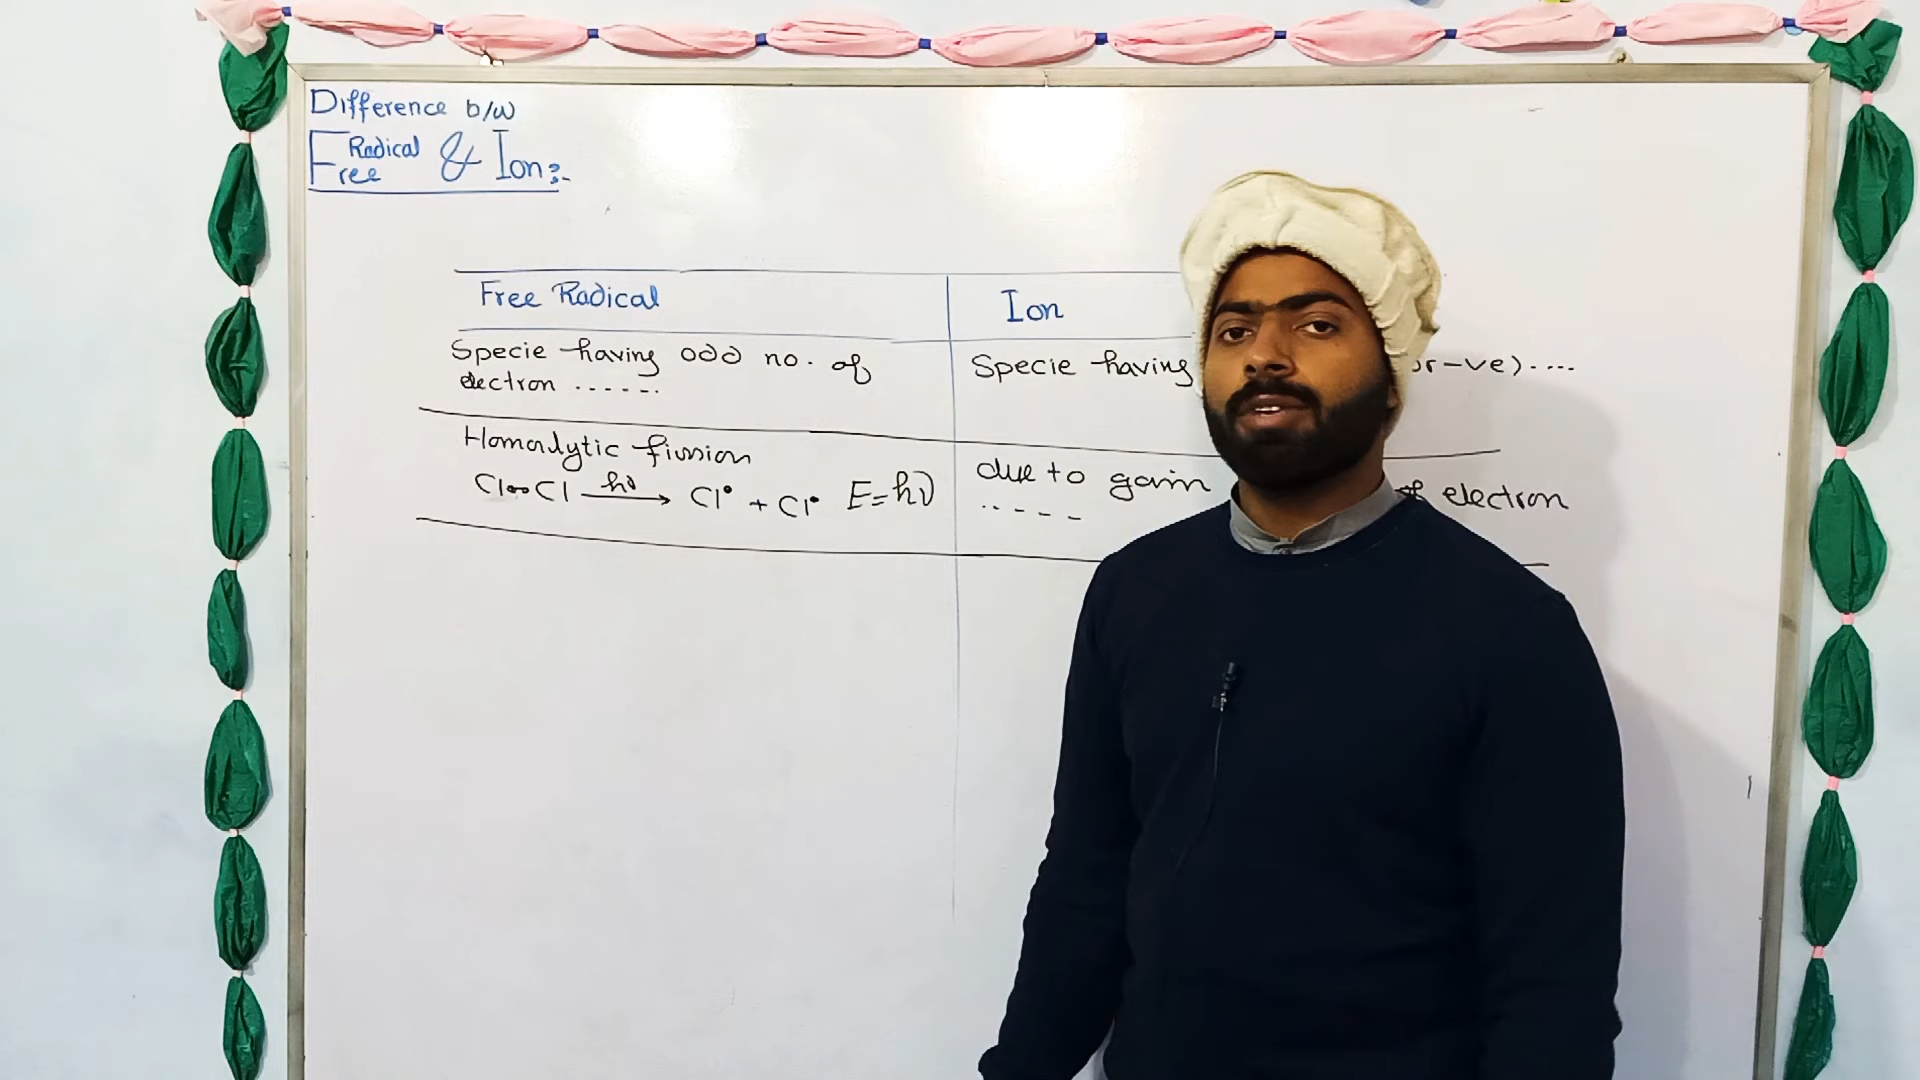 Difference b/w
Free Radical & Ion:-
Free Radical
Ion
Specie having odd no. of
electron ......
Specie having
or -ve)....
Homolytic fission
Cl••Cl hν → Cl• + Cl• E=hν
due to gain
of electron
.....